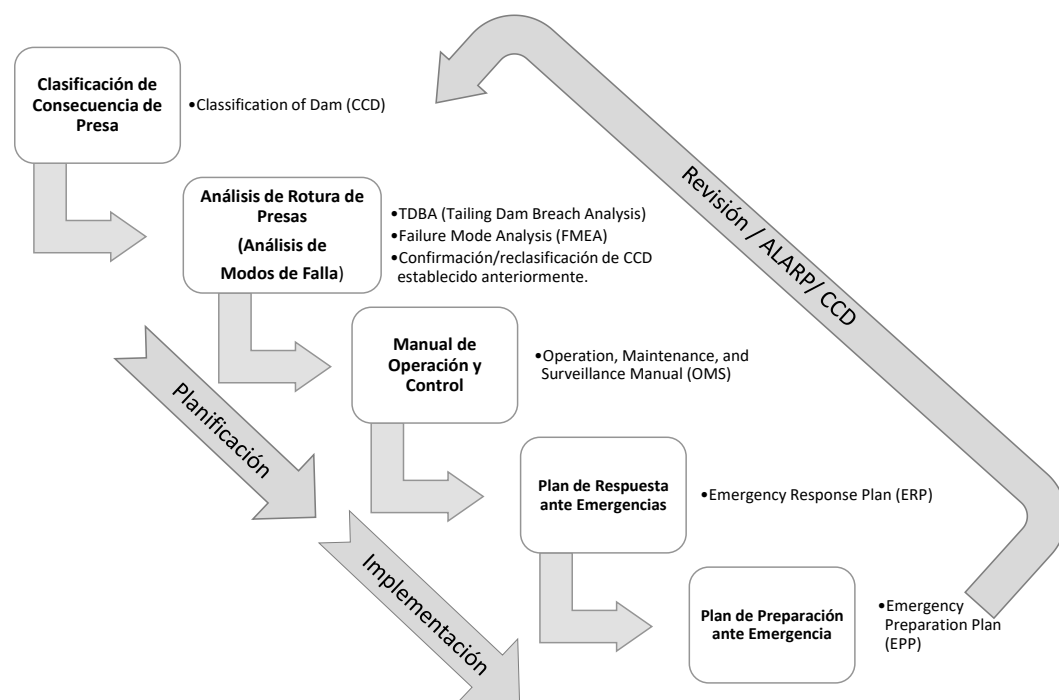 Clasificación de
Consecuencia de
Presa
•Classification of Dam (CCD)
Análisis de Rotura de
Presas
(Análisis de
Modos de Falla)
•TDBA (Tailing Dam Breach Analysis)
•Failure Mode Analysis (FMEA)
•Confirmación/reclasificación de CCD
establecido anteriormente.
Manual de
Operación y
Control
•Operation, Maintenance, and
Surveillance Manual (OMS)
Plan de Respuesta
ante Emergencias
•Emergency Response Plan (ERP)
Plan de Preparación
ante Emergencia
•Emergency
Preparation Plan
(EPP)
Planificación
Implementación
Revisión / ALARP/ CCD